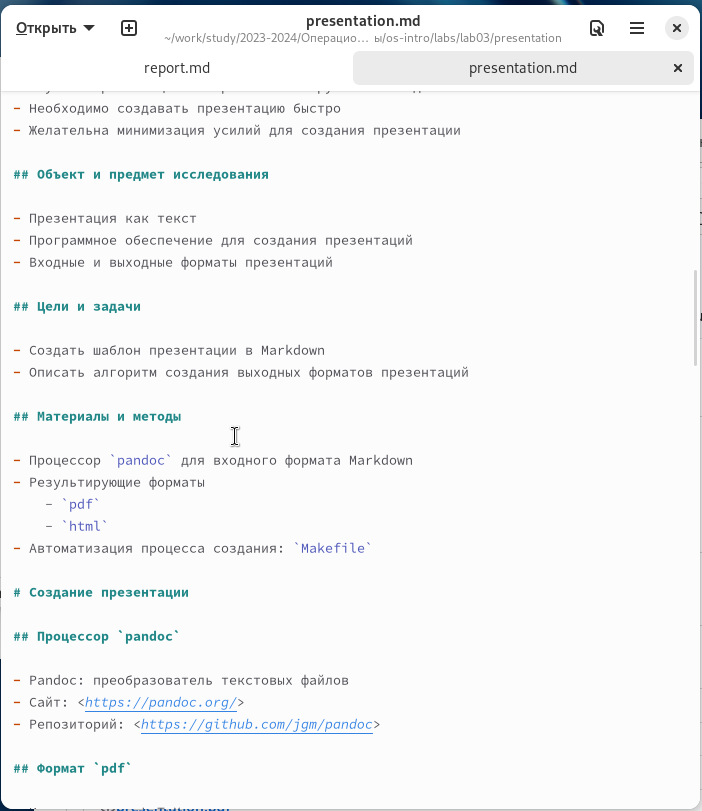 Открыть
presentation.md
~/work/study/2023-2024/Операцио… ы/os-intro/labs/lab03/presentation
report.md
presentation.md
- Необходимо создавать презентацию быстро
- Желательна минимизация усилий для создания презентации
## Объект и предмет исследования
- Презентация как текст
- Программное обеспечение для создания презентаций
- Входные и выходные форматы презентаций
## Цели и задачи
- Создать шаблон презентации в Markdown
- Описать алгоритм создания выходных форматов презентаций
## Материалы и методы
- Процессор `pandoc` для входного формата Markdown
- Результирующие форматы
- `pdf`
- `html`
- Автоматизация процесса создания: `Makefile`
# Создание презентации
## Процессор `pandoc`
- Pandoc: преобразователь текстовых файлов
- Сайт: <https://pandoc.org/>
- Репозиторий: <https://github.com/jgm/pandoc>
## Формат `pdf`